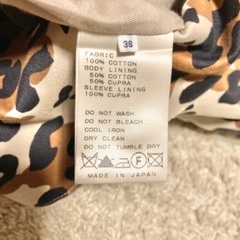 38
FABRIC
100% COTTON
BODY LINING
50% COTTON
50% CUPRA
SLEEVE LINING
100% CUPRA
DO NOT WASH
DO NOT BLEACH
COOL IRON
DRY CLEAN
DO NOT TUMBLE DRY
F
MADE IN JAPAN